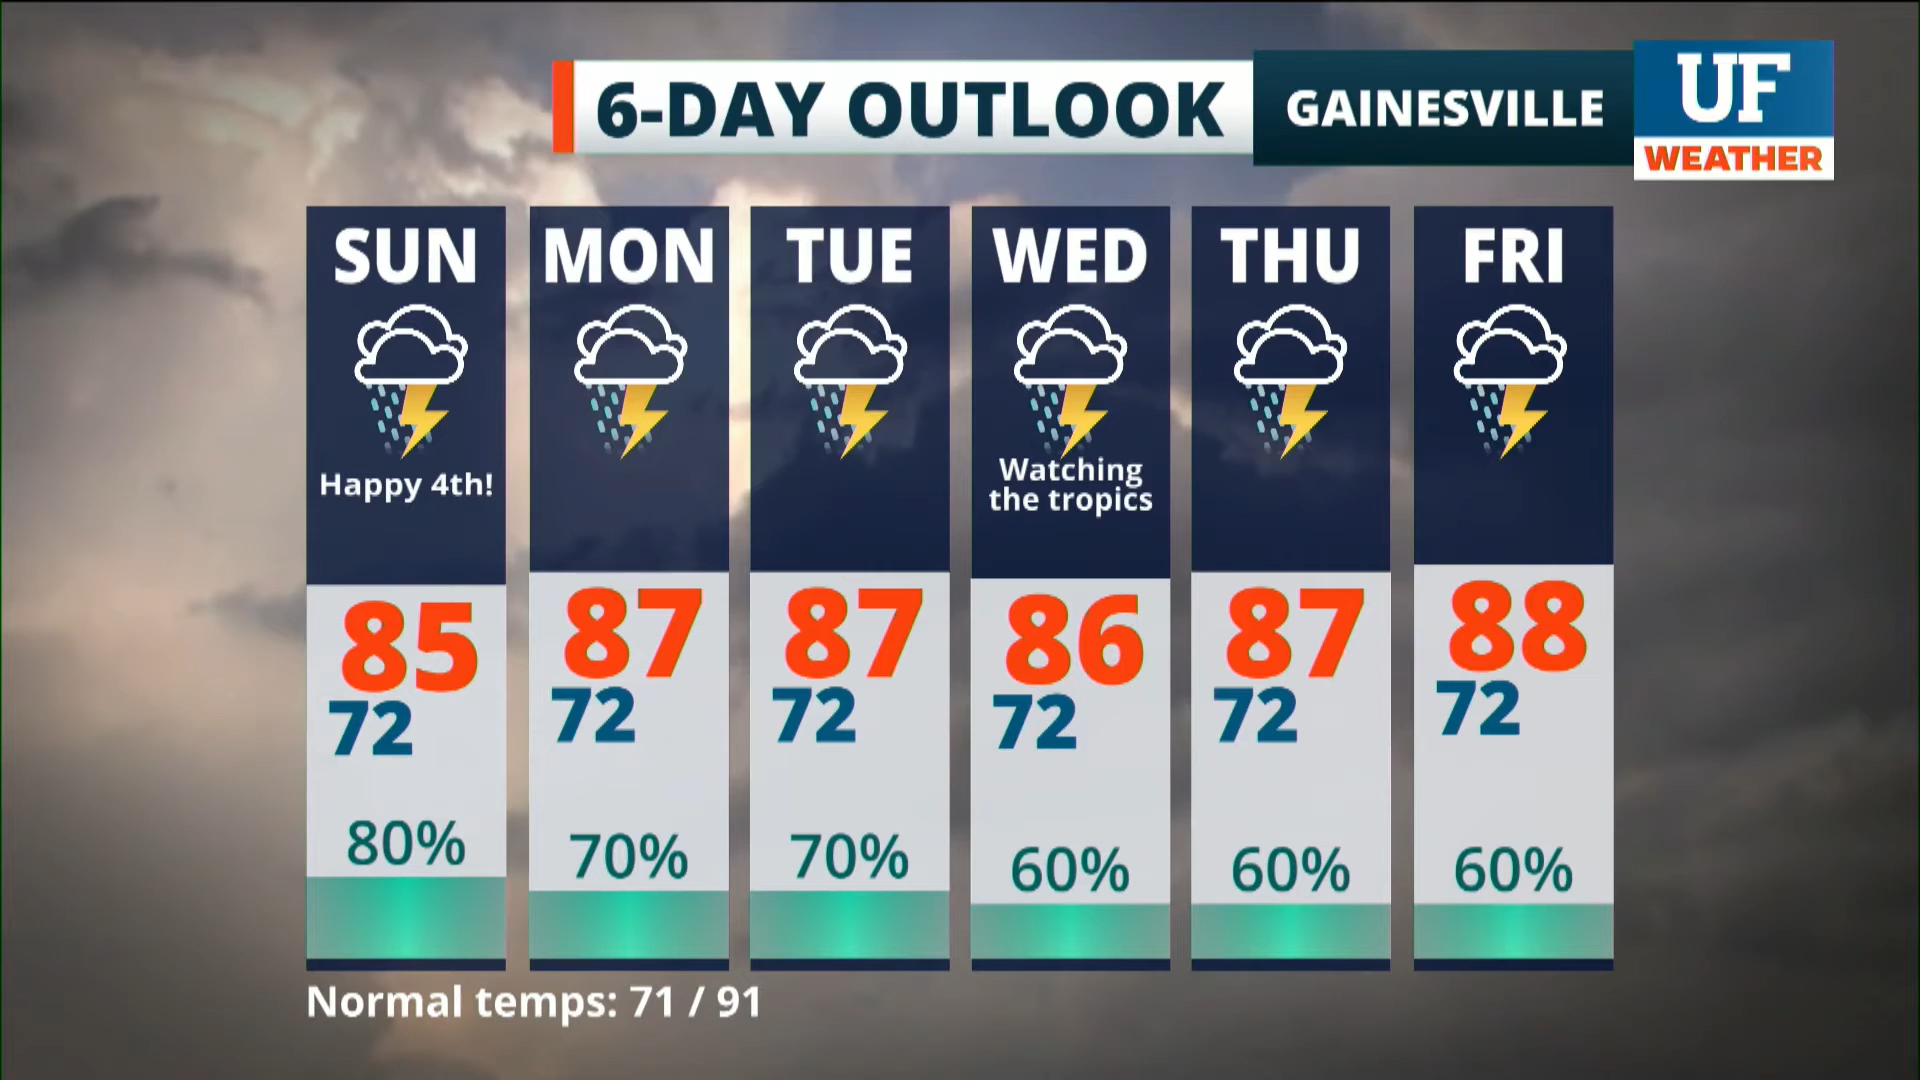 6-DAY OUTLOOK GAINESVILLE UF
WEATHER
SUN MON TUE WED THU FRI
Happy 4th! Watching
the tropics
85 87 87 86 87 88
72 72 72 72 72 72
80% 70% 70% 60% 60% 60%
Normal temps: 71 / 91